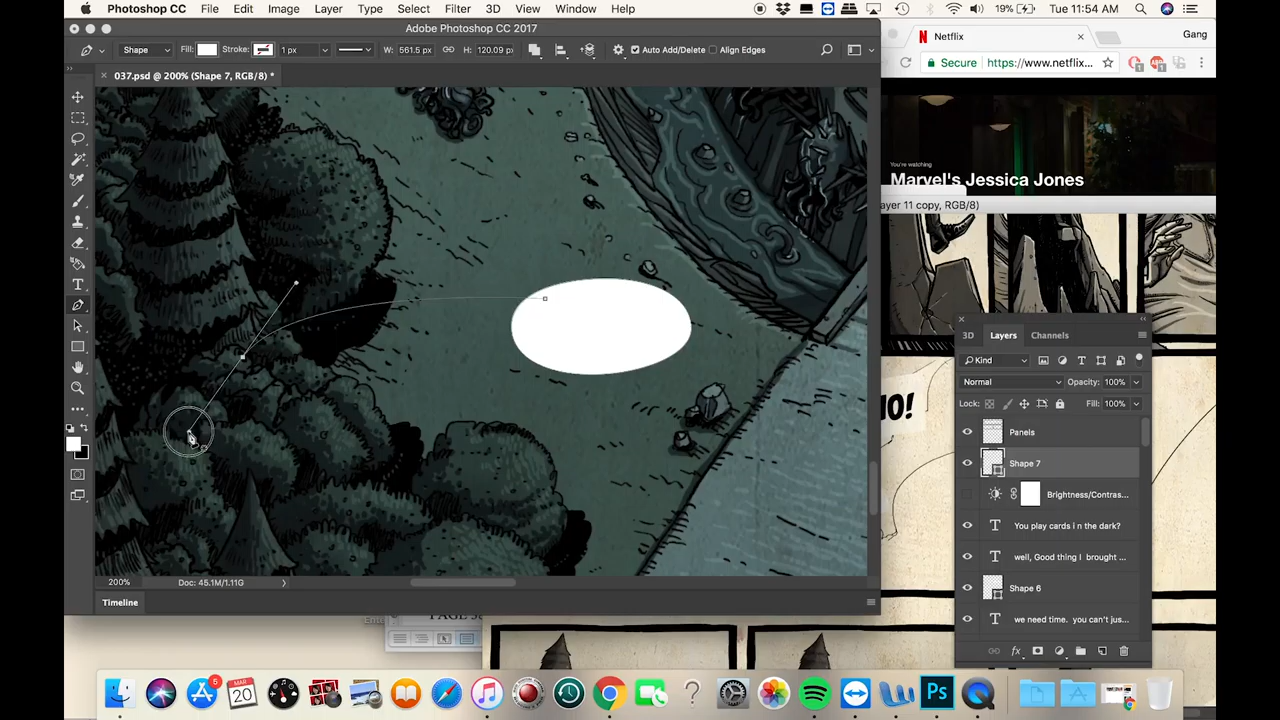 Photoshop CC File Edit Image Layer Type Select Filter 3D View Window Help 19% Tue 11:54 AM
Adobe Photoshop CC 2017
Shape Fill: Stroke: 1 px W: 561.5 px H: 120.09 px Auto Add/Delete Align Edges
037.psd @ 200% (Shape 7, RGB/8) *
Netflix Gang
Secure https://www.netflix...
You're watching
Marvel's Jessica Jones
ayer 11 copy, RGB/8)
3D Layers Channels
Kind
Normal Opacity: 100%
Lock: Fill: 100%
Panels
Shape 7
Brightness/Contras...
You play cards i n the dark?
well, Good thing I brought ...
Shape 6
we need time. you can't jus...
NO!
200% Doc: 45.1M/1.11G
Timeline
5
MAR
20